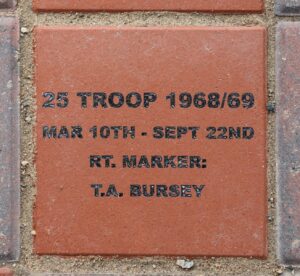 25 TROOP 1968/69
MAR 10TH - SEPT 22ND
RT. MARKER:
T.A. BURSEY